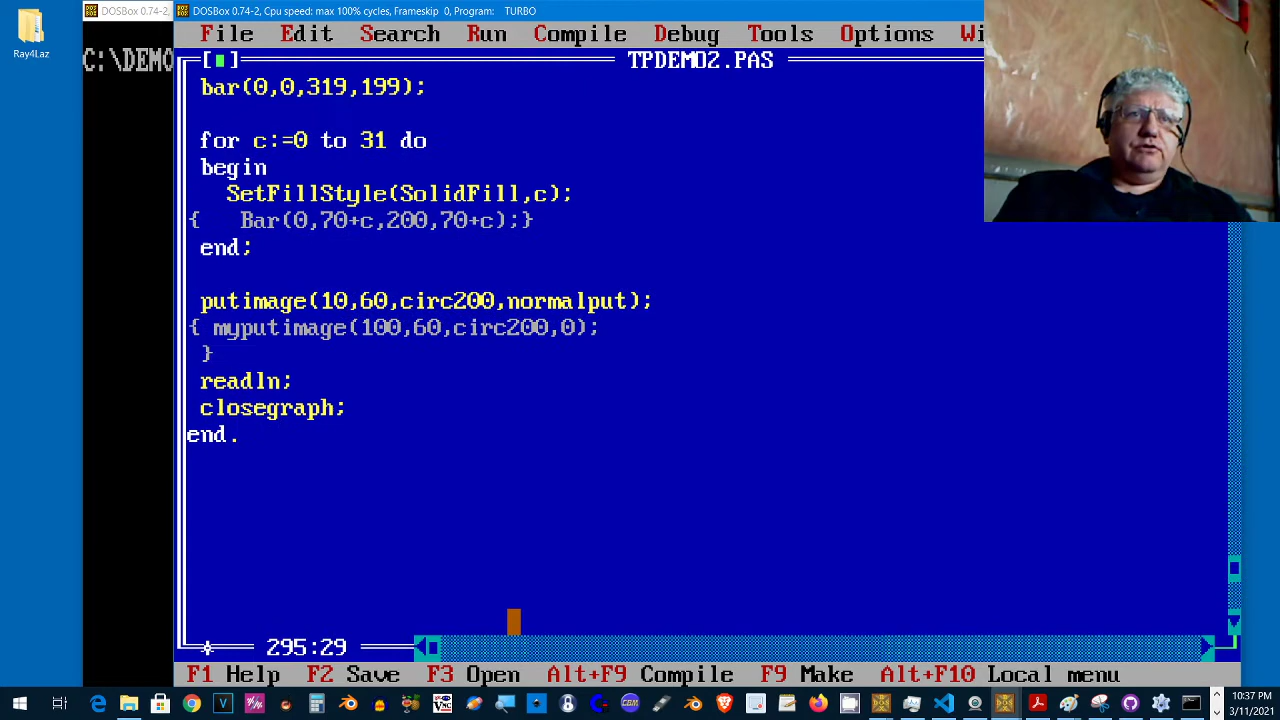 Ray4Laz
DOSBox 0.74-2,
DOSBox 0.74-2, Cpu speed: max 100% cycles, Frameskip 0, Program: TURBO
File Edit Search Run Compile Debug Tools Options Wi
C:\DEMO
[■] TPDEMO2.PAS
bar(0,0,319,199);
for c:=0 to 31 do
begin
SetFillStyle(SolidFill,c);
{ Bar(0,70+c,200,70+c);}
end;
putimage(10,60,circ200,normalput);
{ myputimage(100,60,circ200,0);
}
readln;
closegraph;
end.
295:29
F1 Help F2 Save F3 Open Alt+F9 Compile F9 Make Alt+F10 Local menu
10:37 PM
3/11/2021